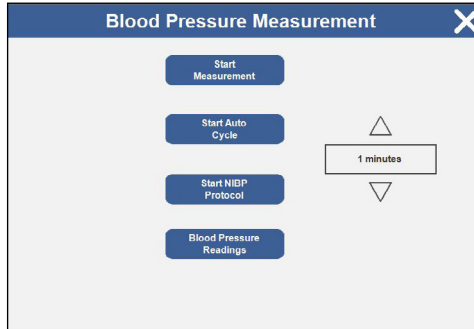 Blood Pressure Measurement
Start
Measurement
Start Auto
Cycle
1 minutes
Start NIBP
Protocol
Blood Pressure
Readings